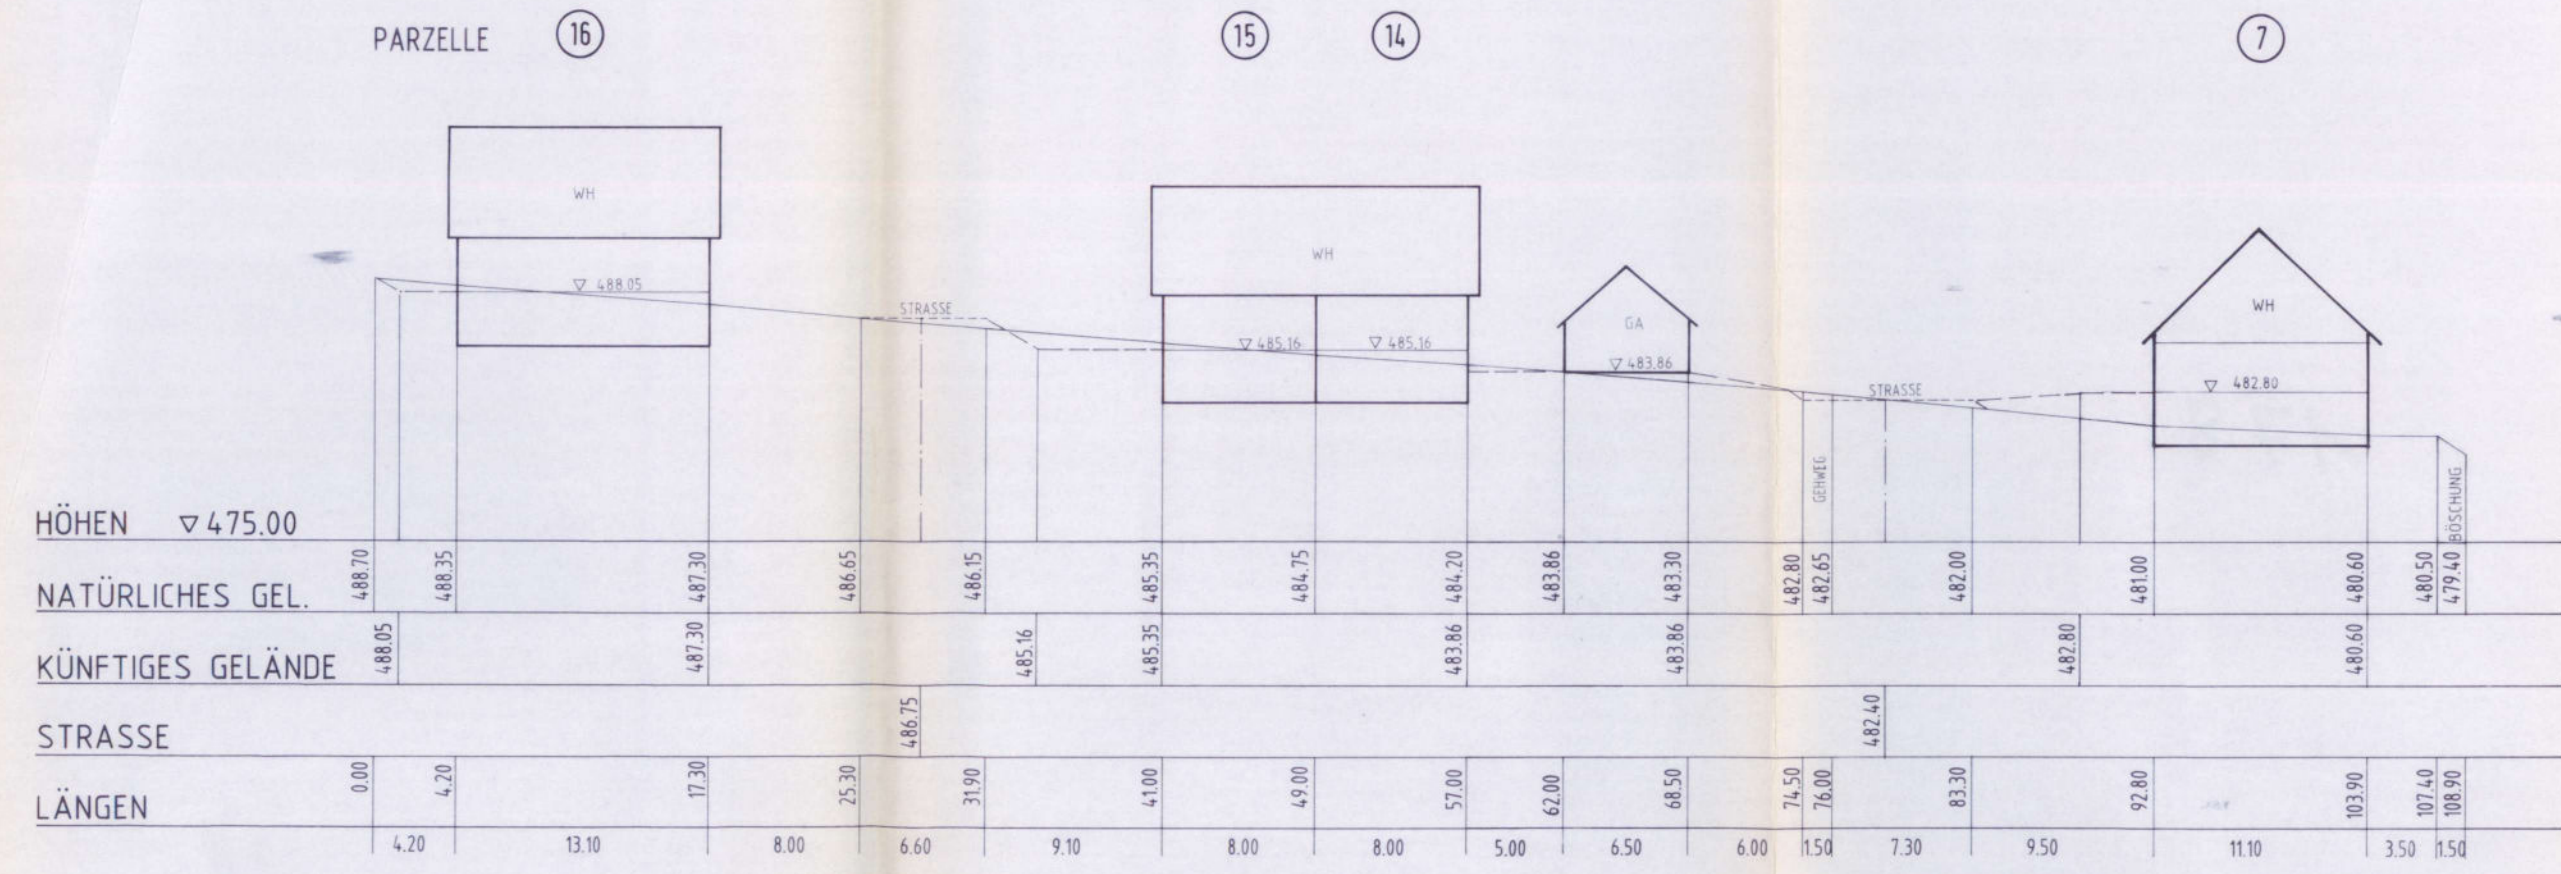 PARZELLE 16 15 14 7
WH
WH
WH
GA
▽ 488.05
STRASSE
▽ 485.16 ▽ 485.16
▽ 483.86
STRASSE
▽ 482.80
GEHWEG
BÖSCHUNG
HÖHEN ▽ 475.00
NATÜRLICHES GEL. 488.70 488.35 487.30 486.65 486.15 485.35 484.75 484.20 483.86 483.30 482.80 482.65 482.00 481.00 480.60 480.50 479.40
KÜNFTIGES GELÄNDE 488.05 487.30 485.16 485.35 483.86 483.86 482.80 480.60
STRASSE 486.75 482.40
LÄNGEN 0.00 4.20 17.30 25.30 31.90 41.00 49.00 57.00 62.00 68.50 74.50 76.00 83.30 92.80 103.90 107.40 108.90
4.20 13.10 8.00 6.60 9.10 8.00 8.00 5.00 6.50 6.00 1.50 7.30 9.50 11.10 3.50 1.50